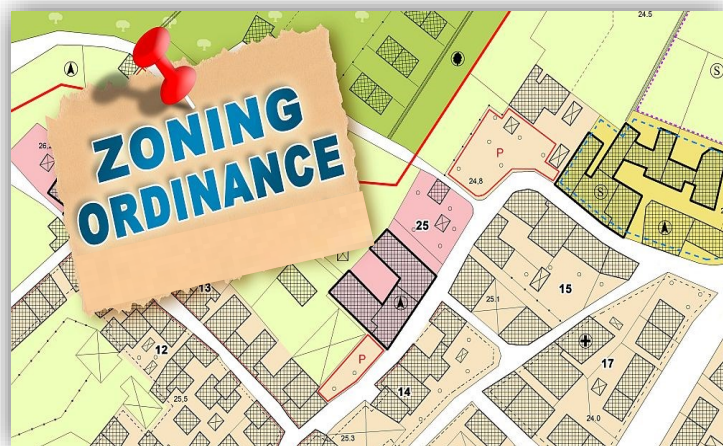 ZONING
ORDINANCE
24.5
S
26,
P
24,8
S
25
13
15
25.1
12
P
17
14
25,5
24.0
25.3